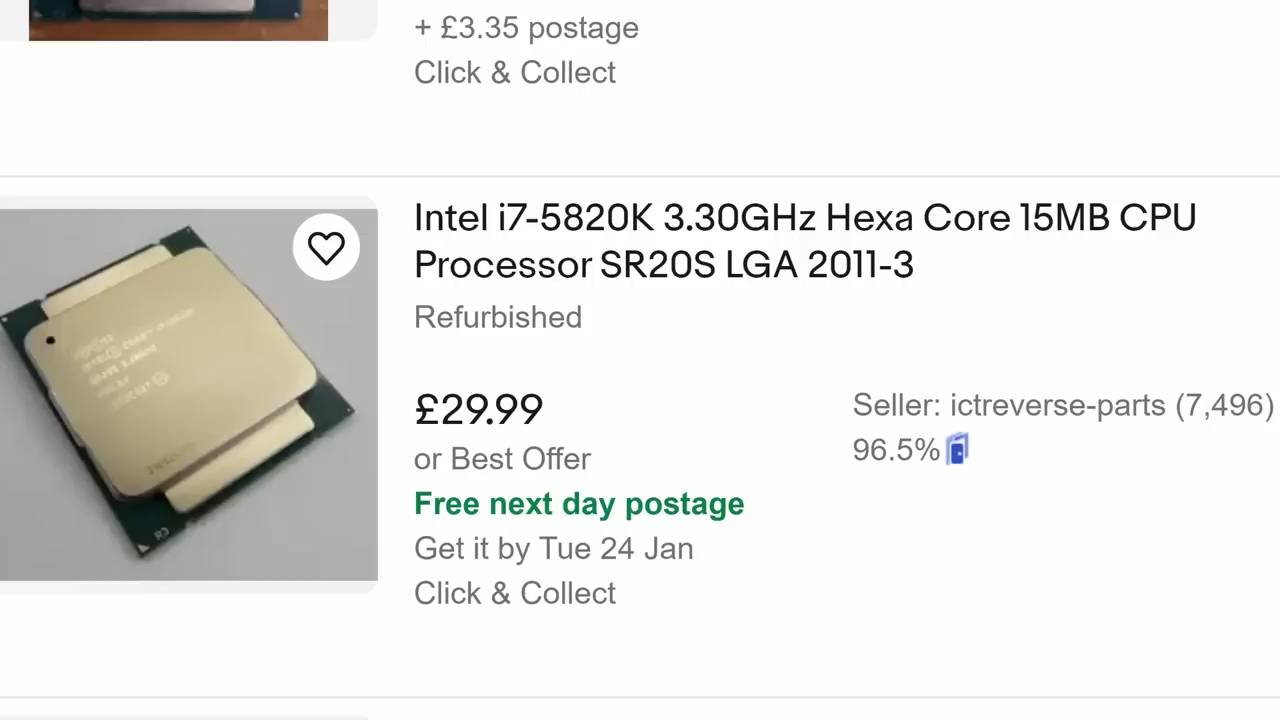 + £3.35 postage
Click & Collect
Intel i7-5820K 3.30GHz Hexa Core 15MB CPU
Processor SR20S LGA 2011-3
Refurbished
£29.99
or Best Offer
Free next day postage
Get it by Tue 24 Jan
Click & Collect
Seller: ictreverse-parts (7,496)
96.5%